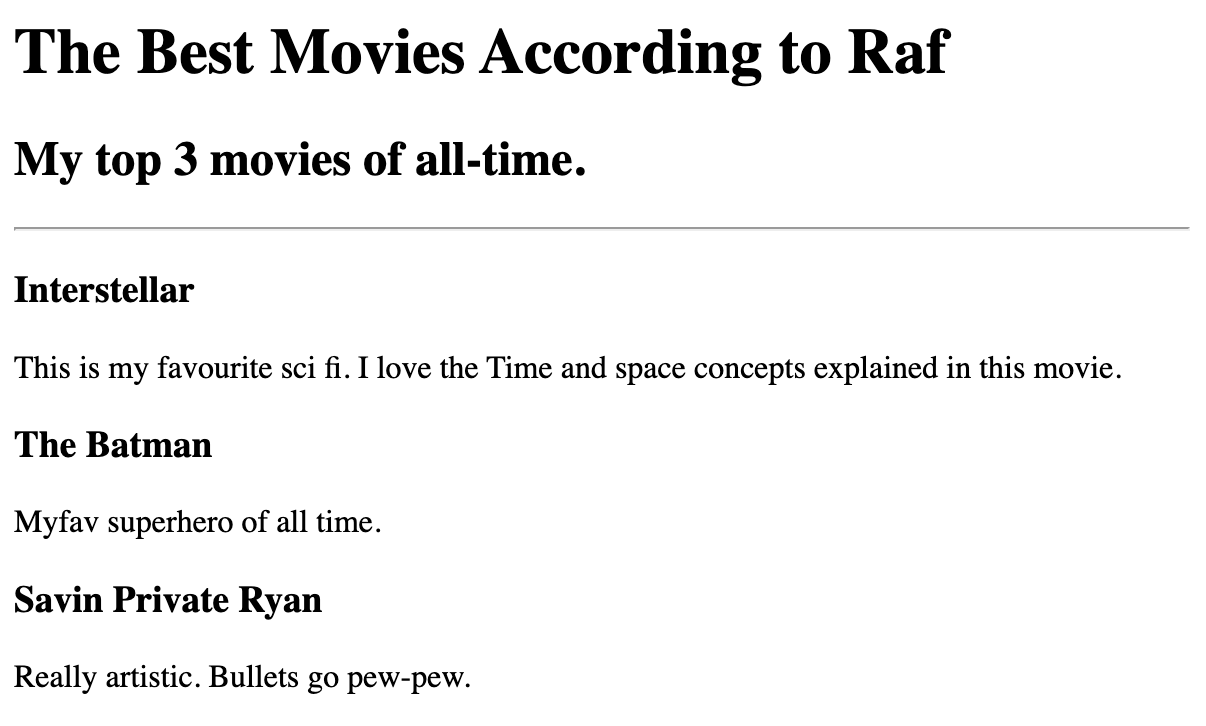 The Best Movies According to Raf
My top 3 movies of all-time.
Interstellar
This is my favourite sci fi. I love the Time and space concepts explained in this movie.
The Batman
Myfav superhero of all time.
Savin Private Ryan
Really artistic. Bullets go pew-pew.